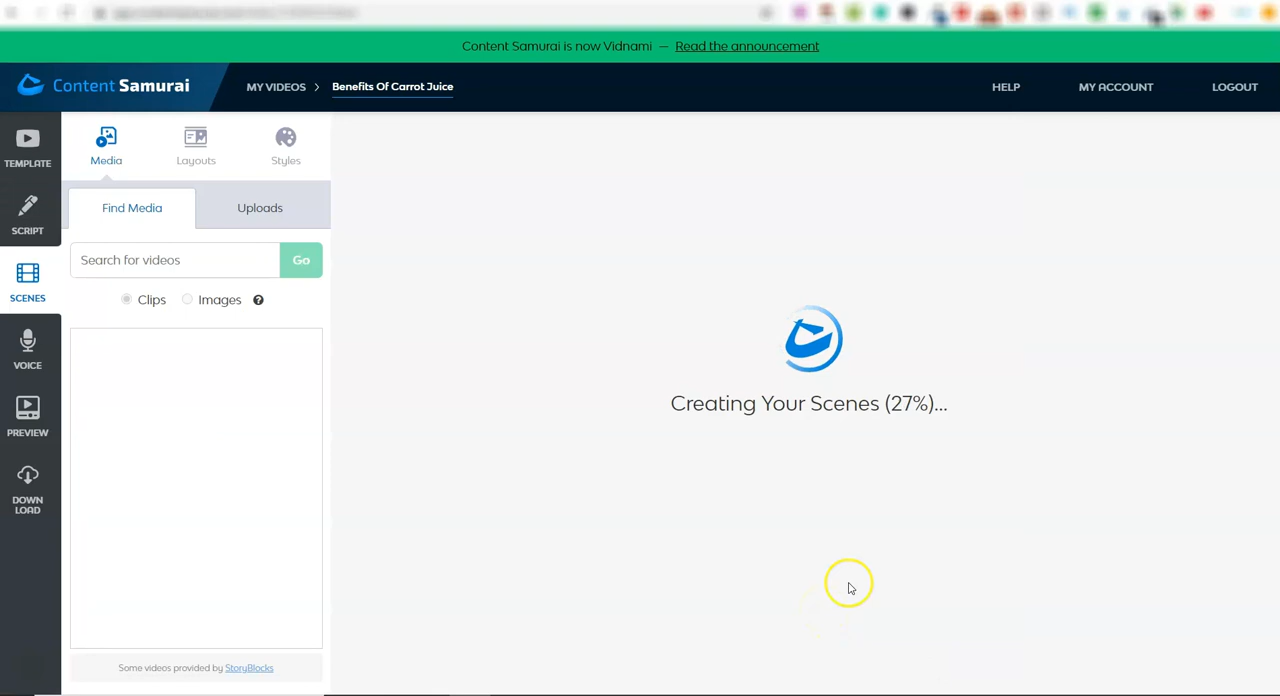 Content Samurai is now Vidnami — Read the announcement
Content Samurai
MY VIDEOS > Benefits Of Carrot Juice
HELP
MY ACCOUNT
LOGOUT
TEMPLATE
SCRIPT
SCENES
VOICE
PREVIEW
DOWN
LOAD
Media
Layouts
Styles
Find Media
Uploads
Search for videos
Go
Clips
Images
?
Creating Your Scenes (27%)...
Some videos provided by StoryBlocks